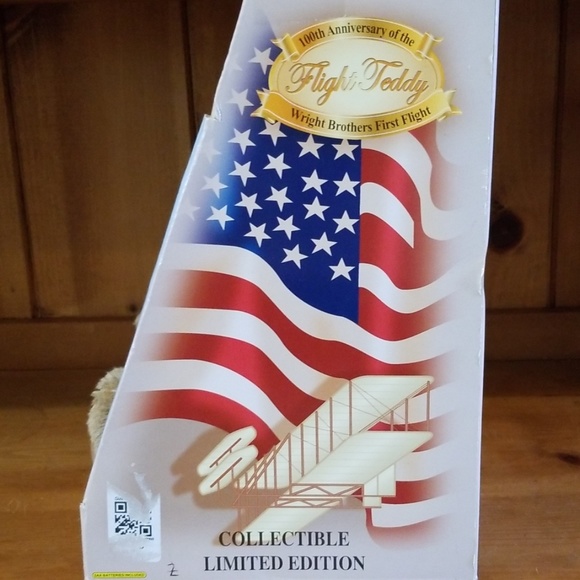 100th Anniversary of the
Flight Teddy
Wright Brothers First Flight
COLLECTIBLE
LIMITED EDITION
Z